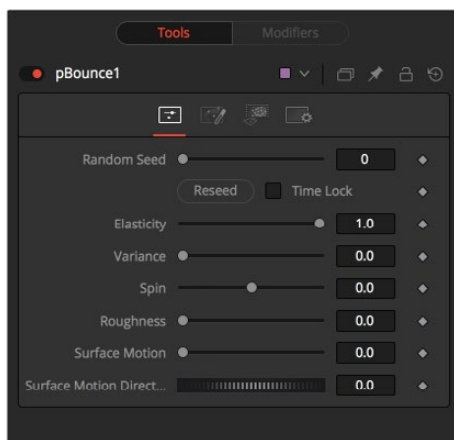 Tools Modifiers
pBounce1
Random Seed 0
Reseed Time Lock
Elasticity 1.0
Variance 0.0
Spin 0.0
Roughness 0.0
Surface Motion 0.0
Surface Motion Direct... 0.0